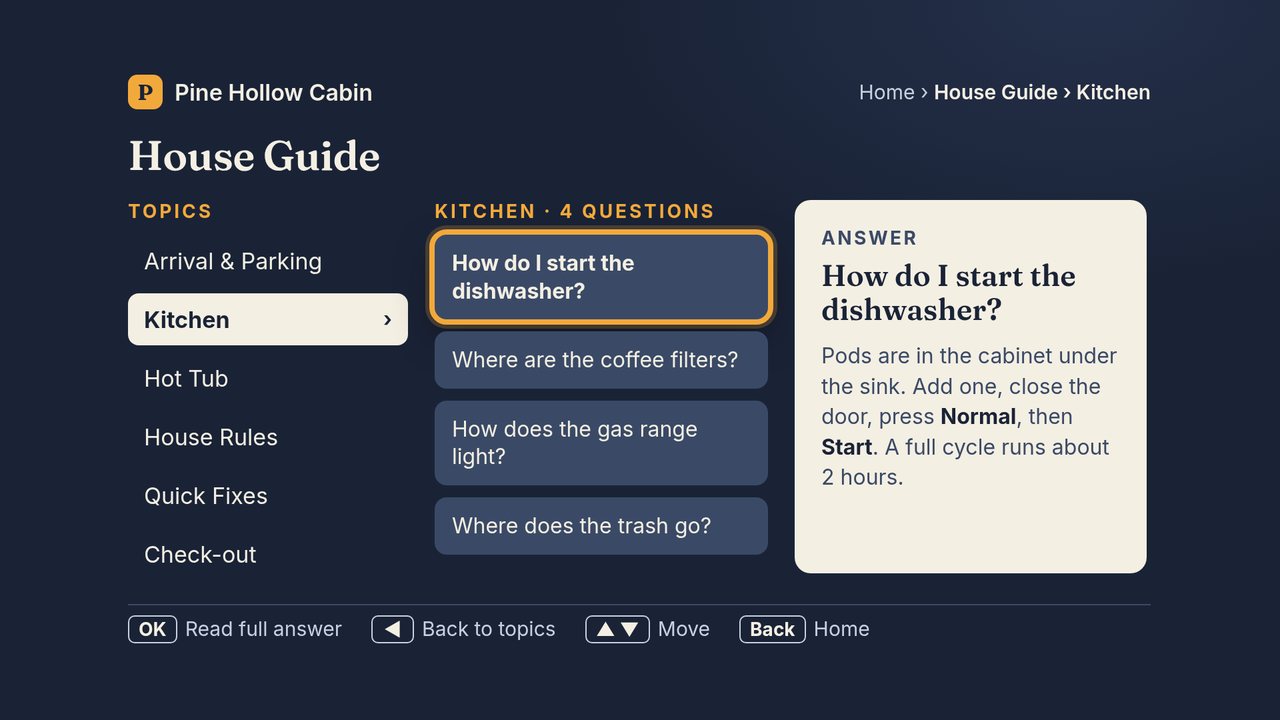 P Pine Hollow Cabin
Home › House Guide › Kitchen
House Guide
TOPICS
Arrival & Parking
Kitchen ›
Hot Tub
House Rules
Quick Fixes
Check-out
KITCHEN · 4 QUESTIONS
How do I start the
dishwasher?
Where are the coffee filters?
How does the gas range
light?
Where does the trash go?
ANSWER
How do I start the
dishwasher?
Pods are in the cabinet under
the sink. Add one, close the
door, press Normal, then
Start. A full cycle runs about
2 hours.
OK Read full answer ◀ Back to topics ▲ ▼ Move Back Home